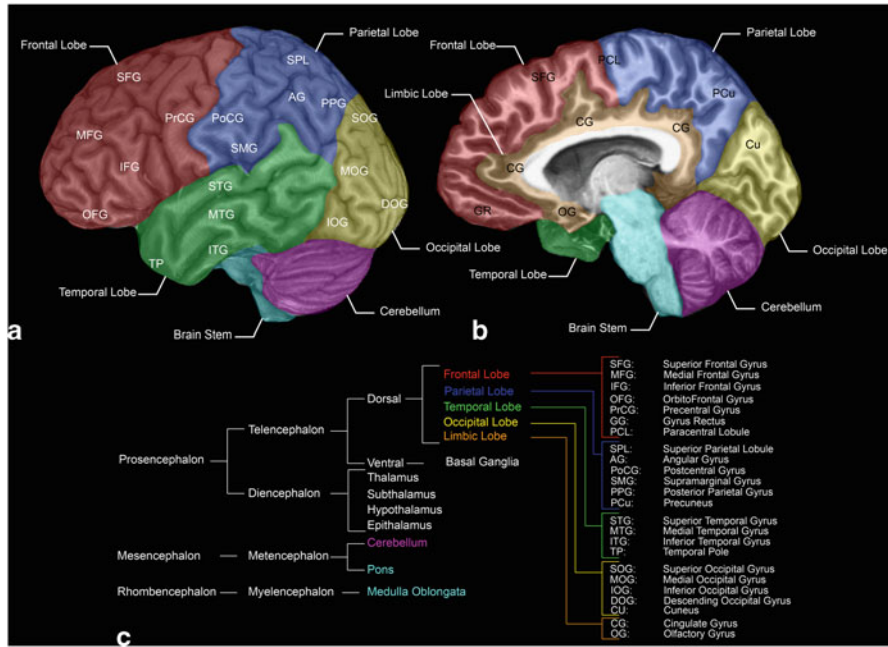 Frontal Lobe
Parietal Lobe
SFG
SPL
AG
PPG
MFG
PrCG
PoCG
SOG
IFG
SMG
MOG
STG
OFG
MTG
DOG
IOG
ITG
TP
Occipital Lobe
Temporal Lobe
Cerebellum
Brain Stem
a
Frontal Lobe
Parietal Lobe
PCL
SFG
Limbic Lobe
PCu
CG
CG
Cu
CG
GR
OG
Occipital Lobe
Temporal Lobe
Cerebellum
Brain Stem
b
Prosencephalon
Telencephalon
Dorsal
Frontal Lobe
Parietal Lobe
Temporal Lobe
Occipital Lobe
Limbic Lobe
Ventral
Basal Ganglia
Diencephalon
Thalamus
Subthalamus
Hypothalamus
Epithalamus
Mesencephalon
Metencephalon
Cerebellum
Pons
Rhombencephalon
Myelencephalon
Medulla Oblongata
SFG: Superior Frontal Gyrus
MFG: Medial Frontal Gyrus
IFG: Inferior Frontal Gyrus
OFG: OrbitoFrontal Gyrus
PrCG: Precentral Gyrus
GG: Gyrus Rectus
PCL: Paracentral Lobule
SPL: Superior Parietal Lobule
AG: Angular Gyrus
PoCG: Postcentral Gyrus
SMG: Supramarginal Gyrus
PPG: Posterior Parietal Gyrus
PCu: Precuneus
STG: Superior Temporal Gyrus
MTG: Medial Temporal Gyrus
ITG: Inferior Temporal Gyrus
TP: Temporal Pole
SOG: Superior Occipital Gyrus
MOG: Medial Occipital Gyrus
IOG: Inferior Occipital Gyrus
DOG: Descending Occipital Gyrus
CU: Cuneus
CG: Cingulate Gyrus
OG: Olfactory Gyrus
c